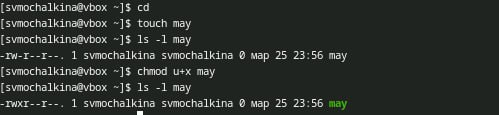 [svmochalkina@vbox ~]$ cd
[svmochalkina@vbox ~]$ touch may
[svmochalkina@vbox ~]$ ls -l may
-rw-r--r--. 1 svmochalkina svmochalkina 0 мар 25 23:56 may
[svmochalkina@vbox ~]$ chmod u+x may
[svmochalkina@vbox ~]$ ls -l may
-rwxr--r--. 1 svmochalkina svmochalkina 0 мар 25 23:56 may